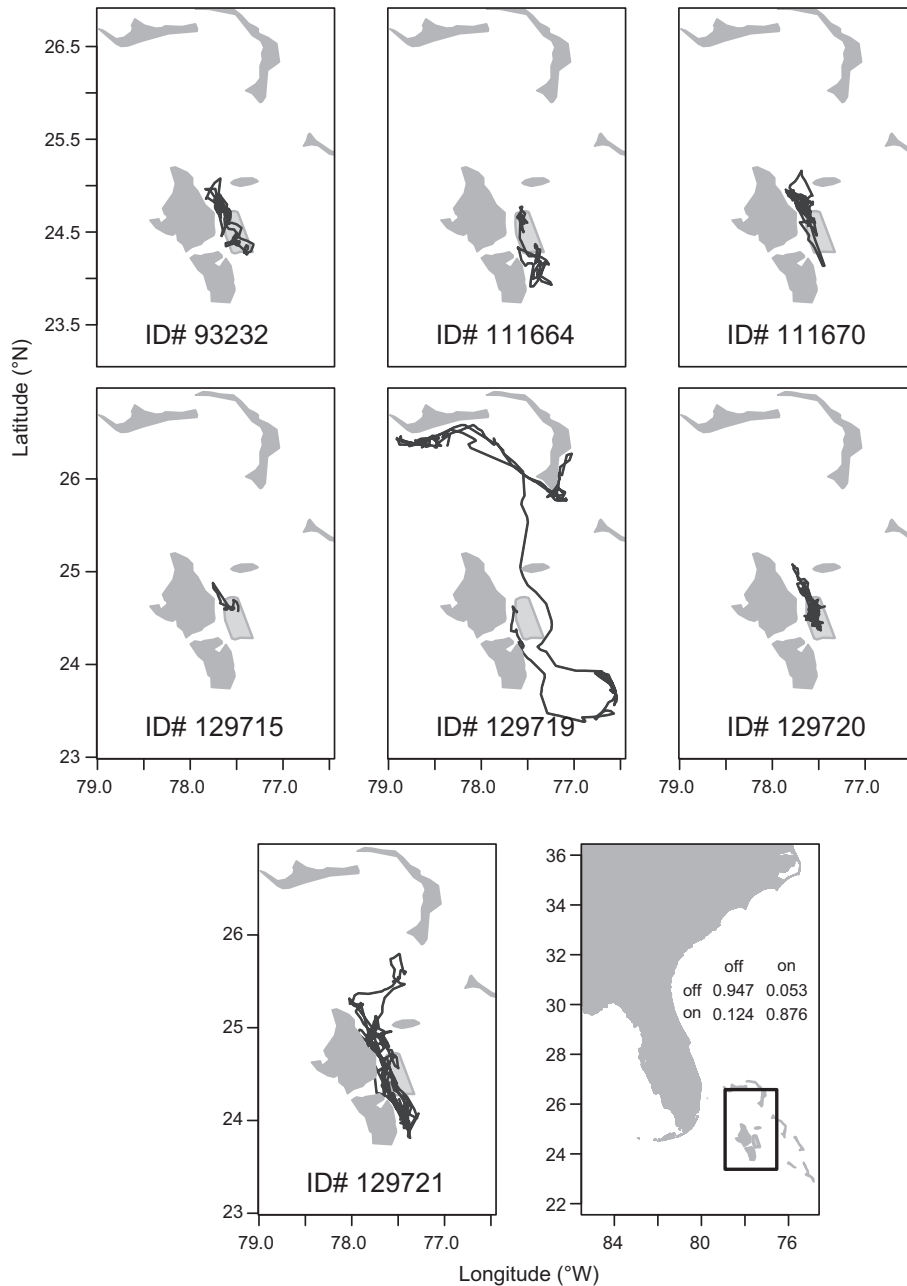 26.5
25.5
24.5
23.5
ID# 93232
ID# 111664
ID# 111670
Latitude (°N)
26
25
24
23
ID# 129715
ID# 129719
ID# 129720
79.0 78.0 77.0
79.0 78.0 77.0
79.0 78.0 77.0
26
25
24
23
ID# 129721
79.0 78.0 77.0
36
34
32
30
28
26
24
22
off on
off 0.947 0.053
on 0.124 0.876
84 80 76
Longitude (°W)